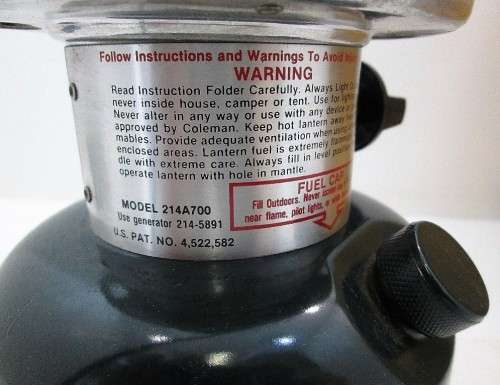 Follow Instructions and Warnings To Avoid
WARNING
Read Instruction Folder Carefully. Always Light
never inside house, camper or tent. Use for
Never alter in any way or use with any device
approved by Coleman. Keep hot lantern away
mables. Provide adequate ventilation when using
enclosed areas. Lantern fuel is extremely
dle with extreme care. Always fill in level
operate lantern with hole in mantle.
FUEL
Fill Outdoors. Never
near flame, pilot lights,
MODEL 214A700
Use generator 214-5891
U.S. PAT. NO. 4,522,582